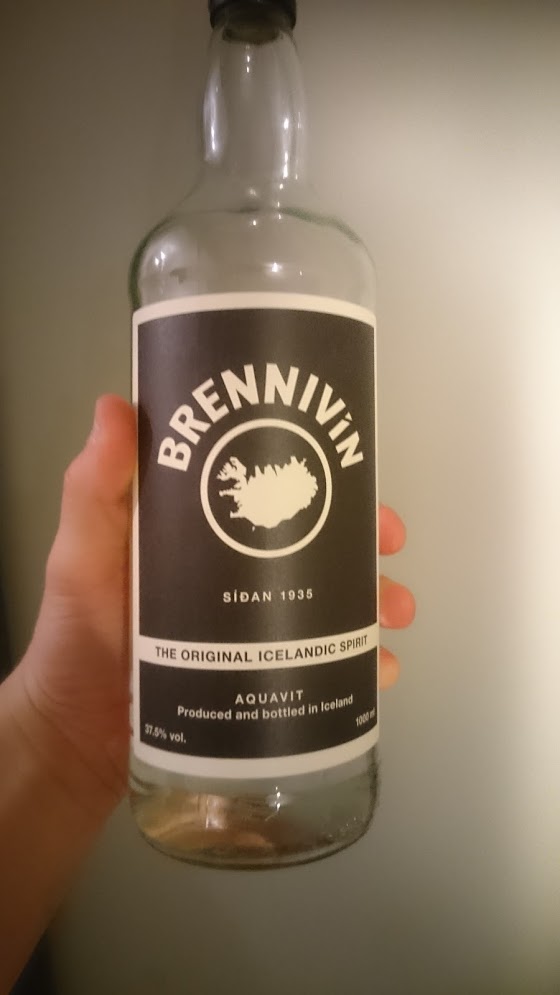 BRENNIVíN
SÍÐAN 1935
THE ORIGINAL ICELANDIC SPIRIT
AQUAVIT
Produced and bottled in Iceland
37.5% vol.
1000 ml